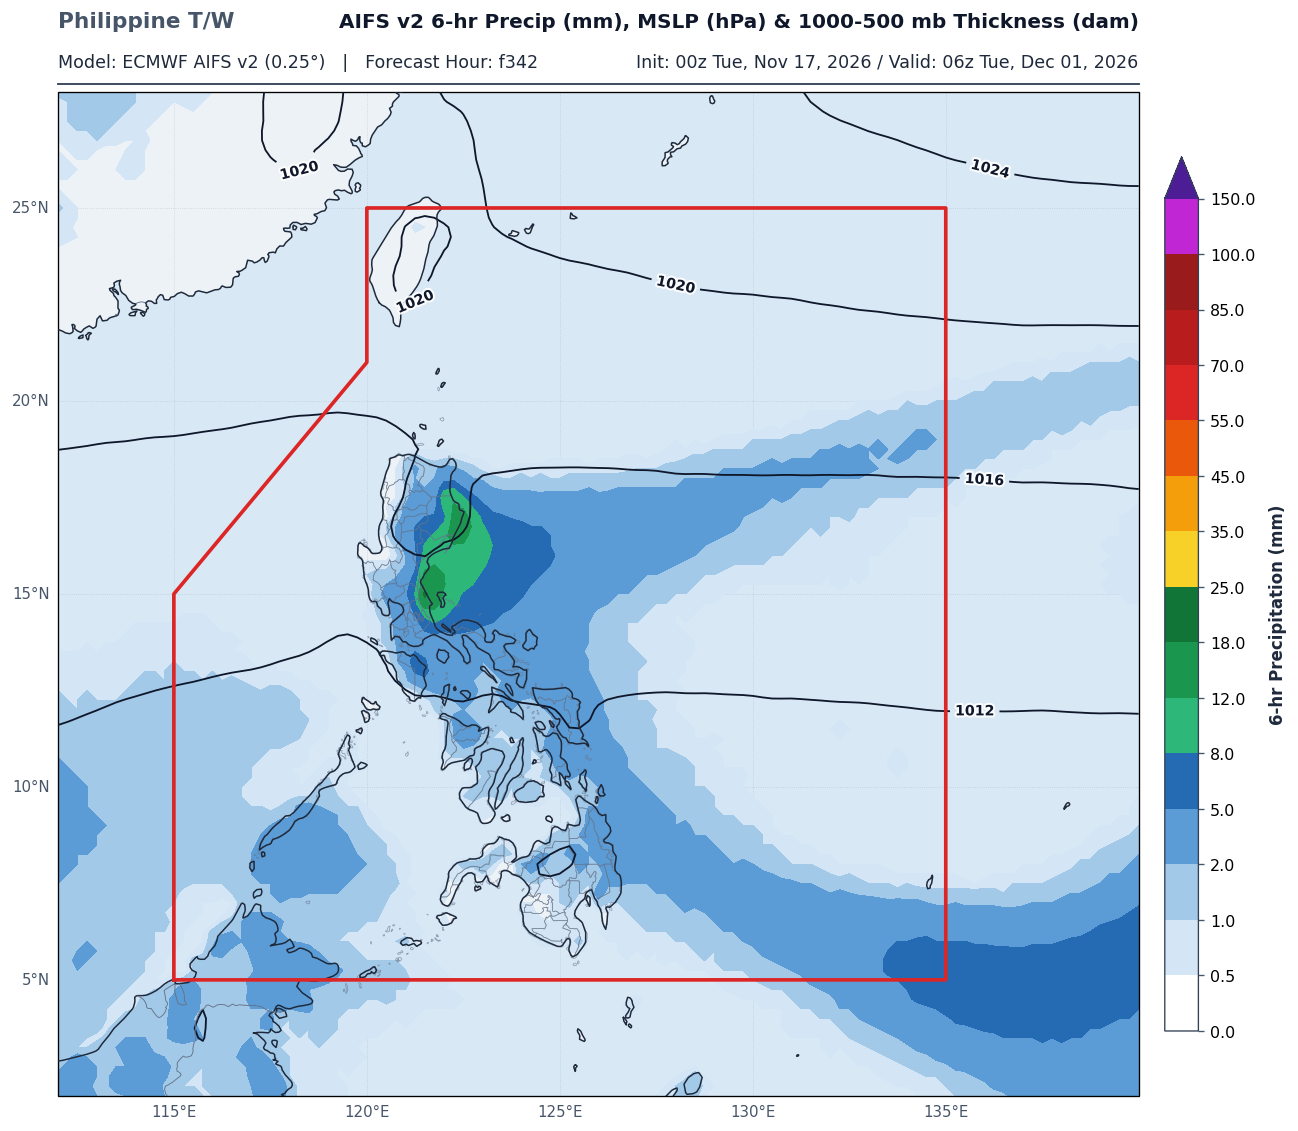 Philippine T/W
AIFS v2 6-hr Precip (mm), MSLP (hPa) & 1000-500 mb Thickness (dam)
Model: ECMWF AIFS v2 (0.25°)   |   Forecast Hour: f342
Init: 00z Tue, Nov 17, 2026 / Valid: 06z Tue, Dec 01, 2026
1020
1024
25°N
1020
1020
20°N
1016
15°N
1012
10°N
5°N
115°E
120°E
125°E
130°E
135°E
150.0
100.0
85.0
70.0
55.0
45.0
35.0
25.0
18.0
12.0
8.0
5.0
2.0
1.0
0.5
0.0
6-hr Precipitation (mm)